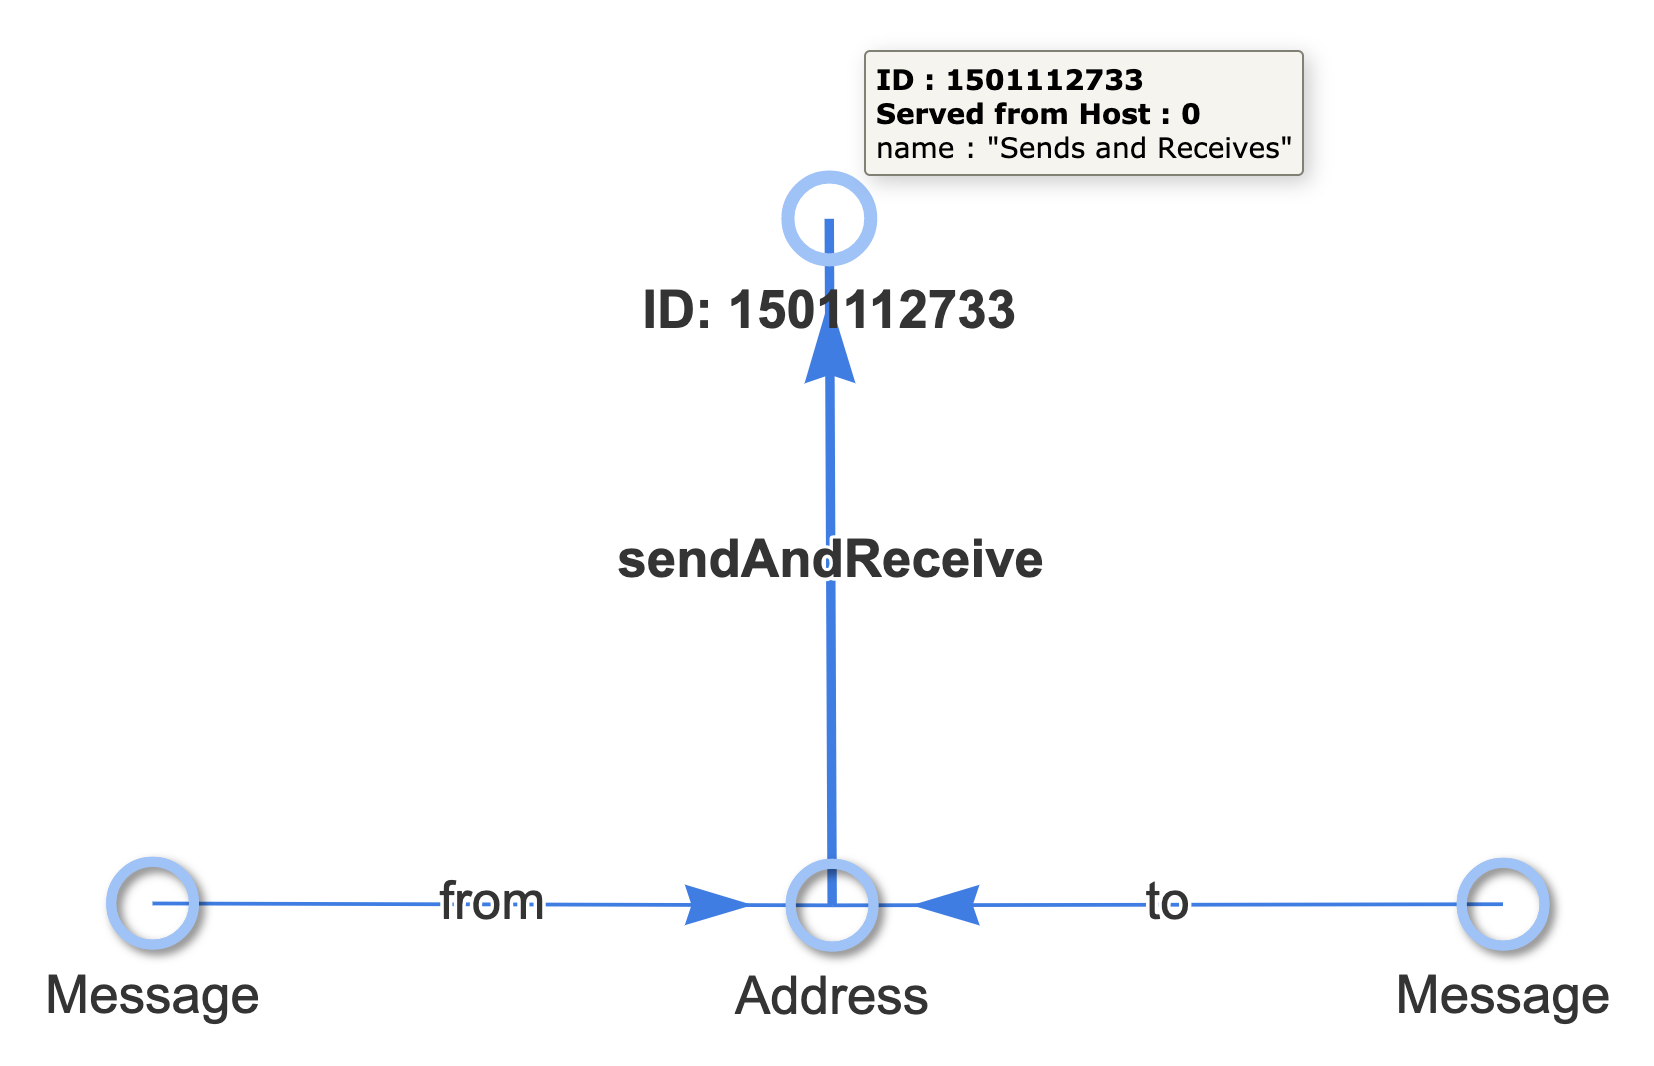 ID : 1501112733
Served from Host : 0
name : "Sends and Receives"
ID: 1501112733
sendAndReceive
from
to
Message
Address
Message